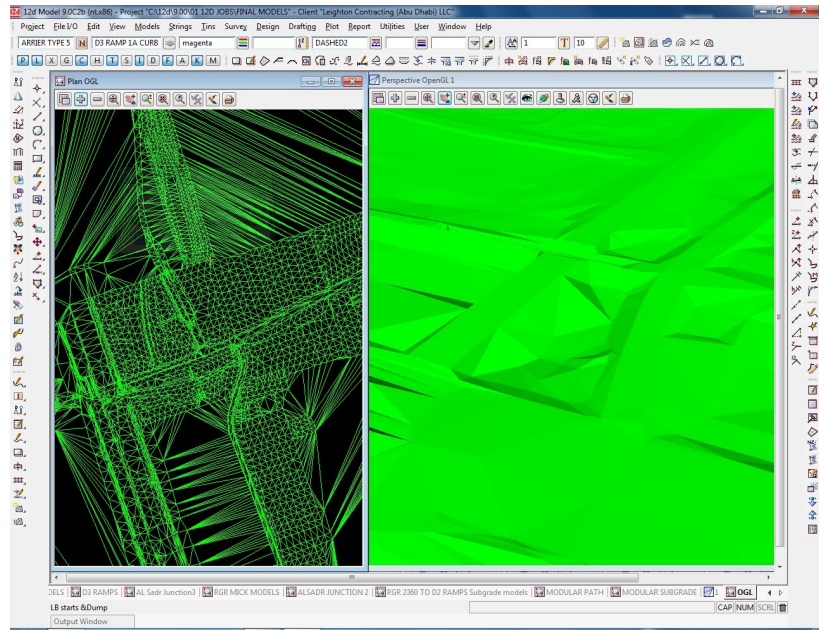 12d Model 9.0C2b (nt.x86) - Project "C:\12d\9.00\01 12D JOBS\FINAL MODELS" - Client "Leighton Contracting (Abu Dhabi) LLC"
Project File I/O Edit View Models Strings Tins Survey Design Drafting Plot Report Utilities User Window Help
ARRIER TYPE 5 N D3 RAMP 1A CURB magenta DASHED2 1 T 10
P L X G C H T S I D F A K M
Plan OGL
Perspective OpenGL 1
DELS D3 RAMPS AL Sadr Junction3 RGR MICK MODELS ALSADR JUNCTION 2 RGR 2360 TO D2 RAMPS Subgrade models MODULAR PATH MODULAR SUBGRADE 1 OGL
LB starts &Dump
CAP NUM SCRL
Output Window